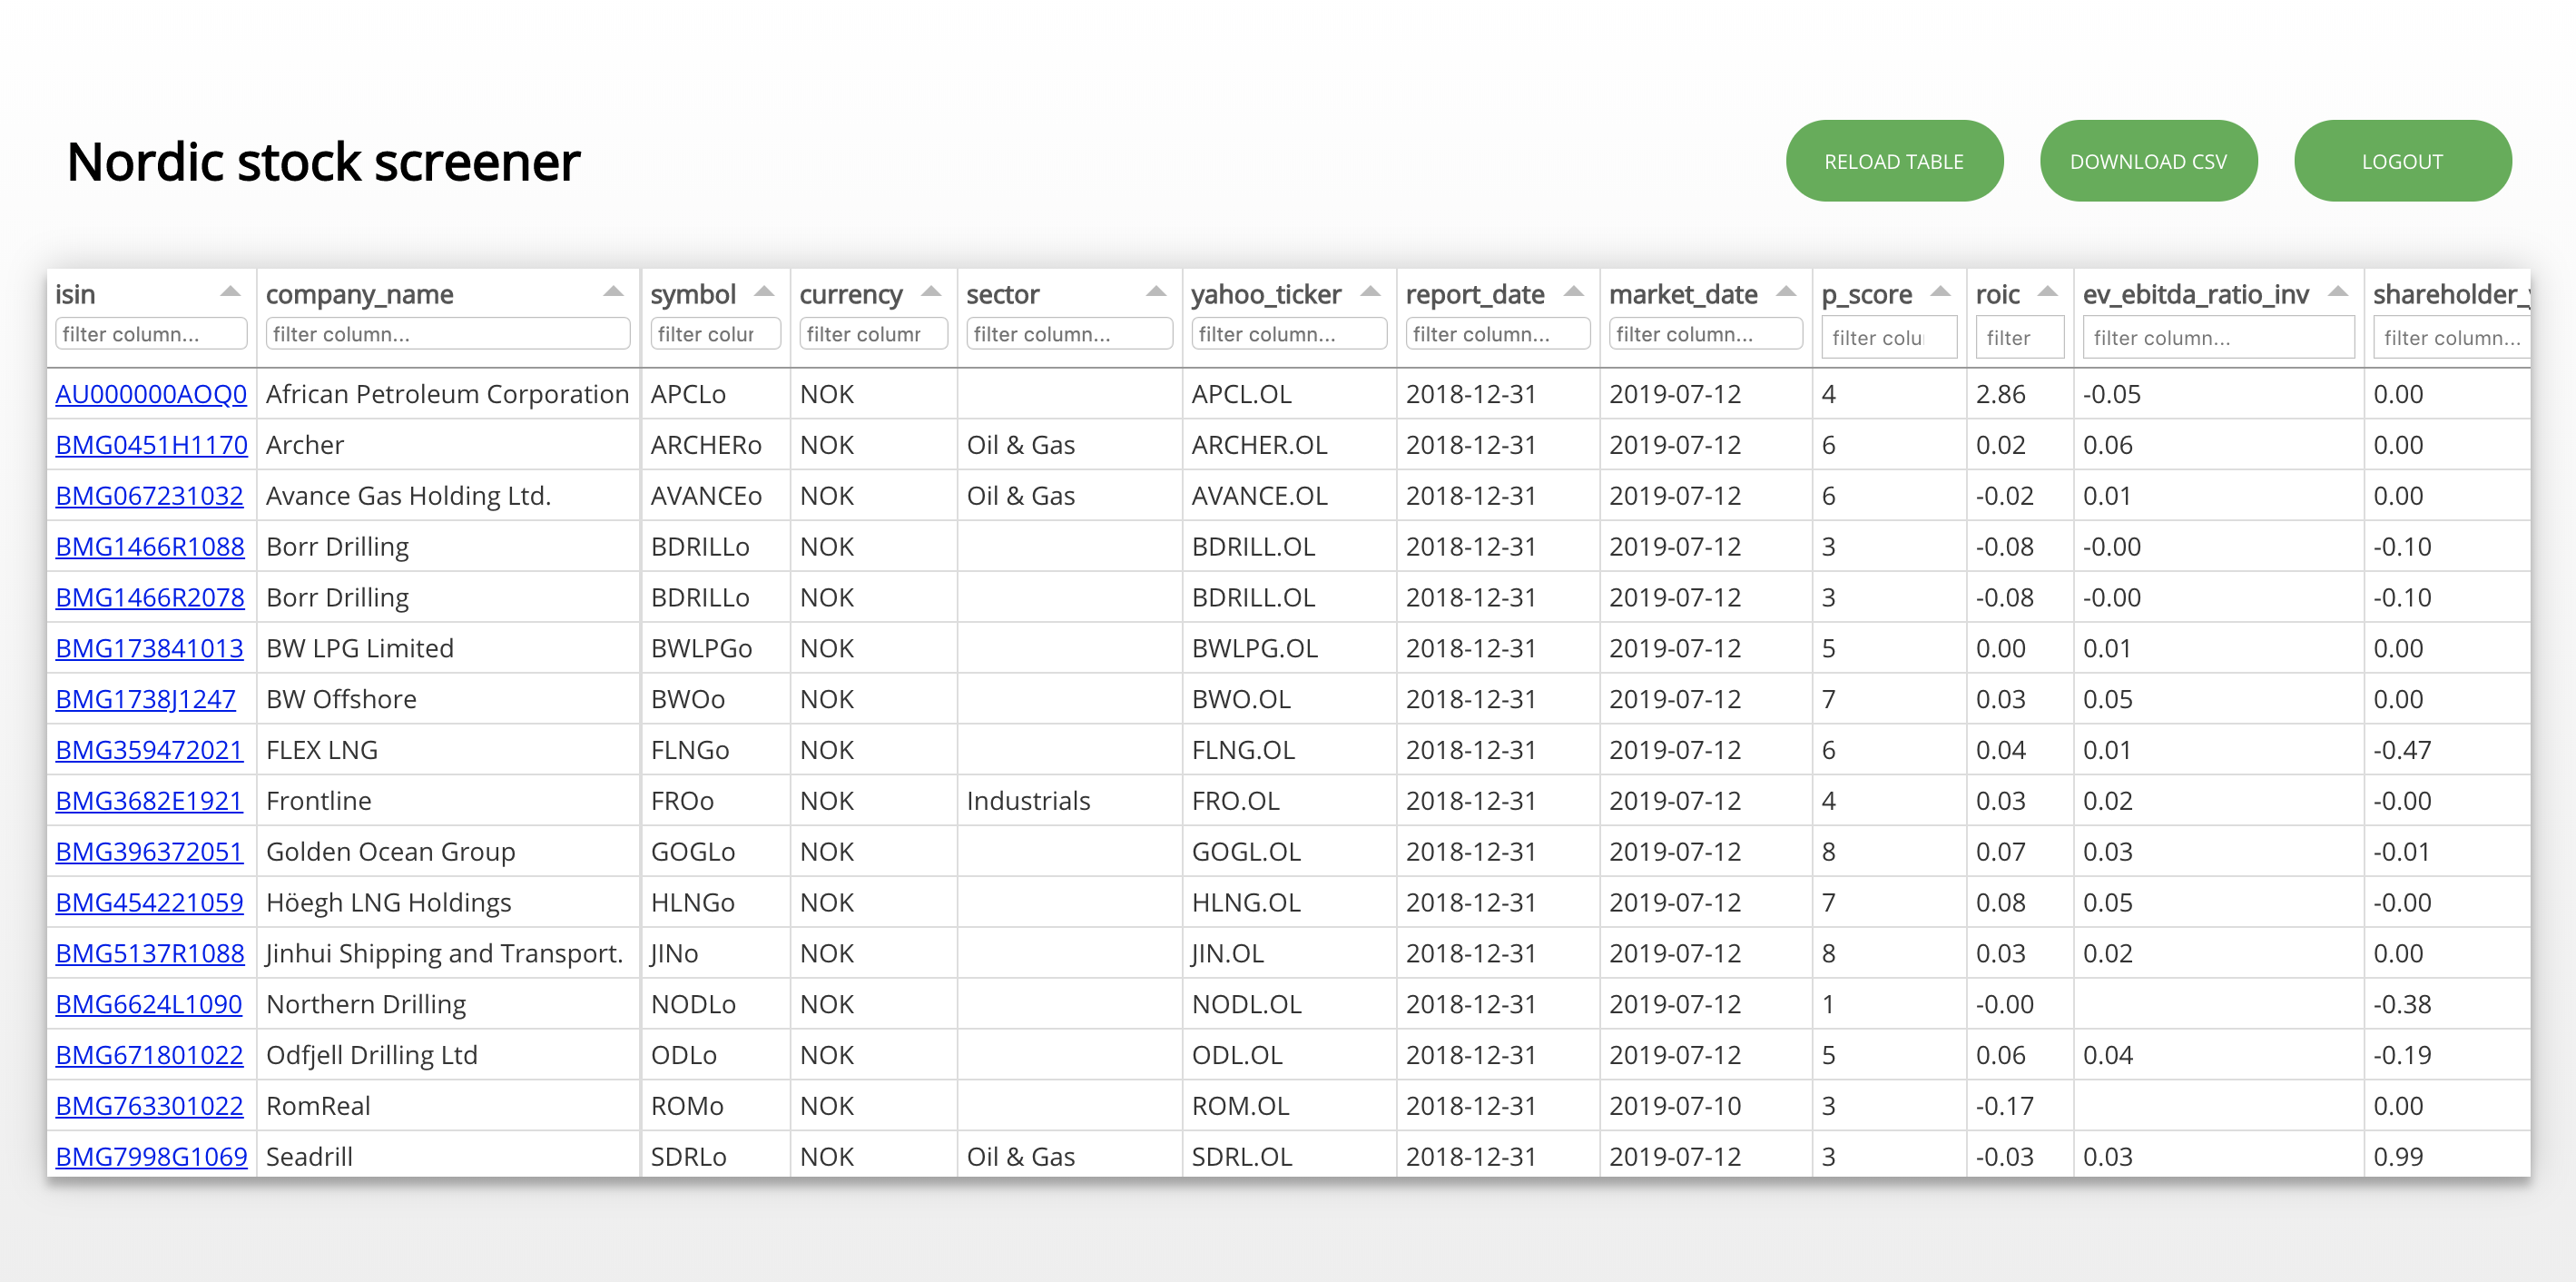 Nordic stock screener
RELOAD TABLE DOWNLOAD CSV LOGOUT
isin company_name symbol currency sector yahoo_ticker report_date market_date p_score roic ev_ebitda_ratio_inv shareholder_
filter column... filter column... filter colur filter columr filter column... filter column... filter column... filter column... filter colu filter filter column... filter column...
AU000000AOQ0 African Petroleum Corporation APCLo NOK APCL.OL 2018-12-31 2019-07-12 4 2.86 -0.05 0.00
BMG0451H1170 Archer ARCHERo NOK Oil & Gas ARCHER.OL 2018-12-31 2019-07-12 6 0.02 0.06 0.00
BMG067231032 Avance Gas Holding Ltd. AVANCEo NOK Oil & Gas AVANCE.OL 2018-12-31 2019-07-12 6 -0.02 0.01 0.00
BMG1466R1088 Borr Drilling BDRILLo NOK BDRILL.OL 2018-12-31 2019-07-12 3 -0.08 -0.00 -0.10
BMG1466R2078 Borr Drilling BDRILLo NOK BDRILL.OL 2018-12-31 2019-07-12 3 -0.08 -0.00 -0.10
BMG173841013 BW LPG Limited BWLPGo NOK BWLPG.OL 2018-12-31 2019-07-12 5 0.00 0.01 0.00
BMG1738J1247 BW Offshore BWOo NOK BWO.OL 2018-12-31 2019-07-12 7 0.03 0.05 0.00
BMG359472021 FLEX LNG FLNGo NOK FLNG.OL 2018-12-31 2019-07-12 6 0.04 0.01 -0.47
BMG3682E1921 Frontline FROo NOK Industrials FRO.OL 2018-12-31 2019-07-12 4 0.03 0.02 -0.00
BMG396372051 Golden Ocean Group GOGLo NOK GOGL.OL 2018-12-31 2019-07-12 8 0.07 0.03 -0.01
BMG454221059 Höegh LNG Holdings HLNGo NOK HLNG.OL 2018-12-31 2019-07-12 7 0.08 0.05 -0.00
BMG5137R1088 Jinhui Shipping and Transport. JINo NOK JIN.OL 2018-12-31 2019-07-12 8 0.03 0.02 0.00
BMG6624L1090 Northern Drilling NODLo NOK NODL.OL 2018-12-31 2019-07-12 1 -0.00 -0.38
BMG671801022 Odfjell Drilling Ltd ODLo NOK ODL.OL 2018-12-31 2019-07-12 5 0.06 0.04 -0.19
BMG763301022 RomReal ROMo NOK ROM.OL 2018-12-31 2019-07-10 3 -0.17 0.00
BMG7998G1069 Seadrill SDRLo NOK Oil & Gas SDRL.OL 2018-12-31 2019-07-12 3 -0.03 0.03 0.99